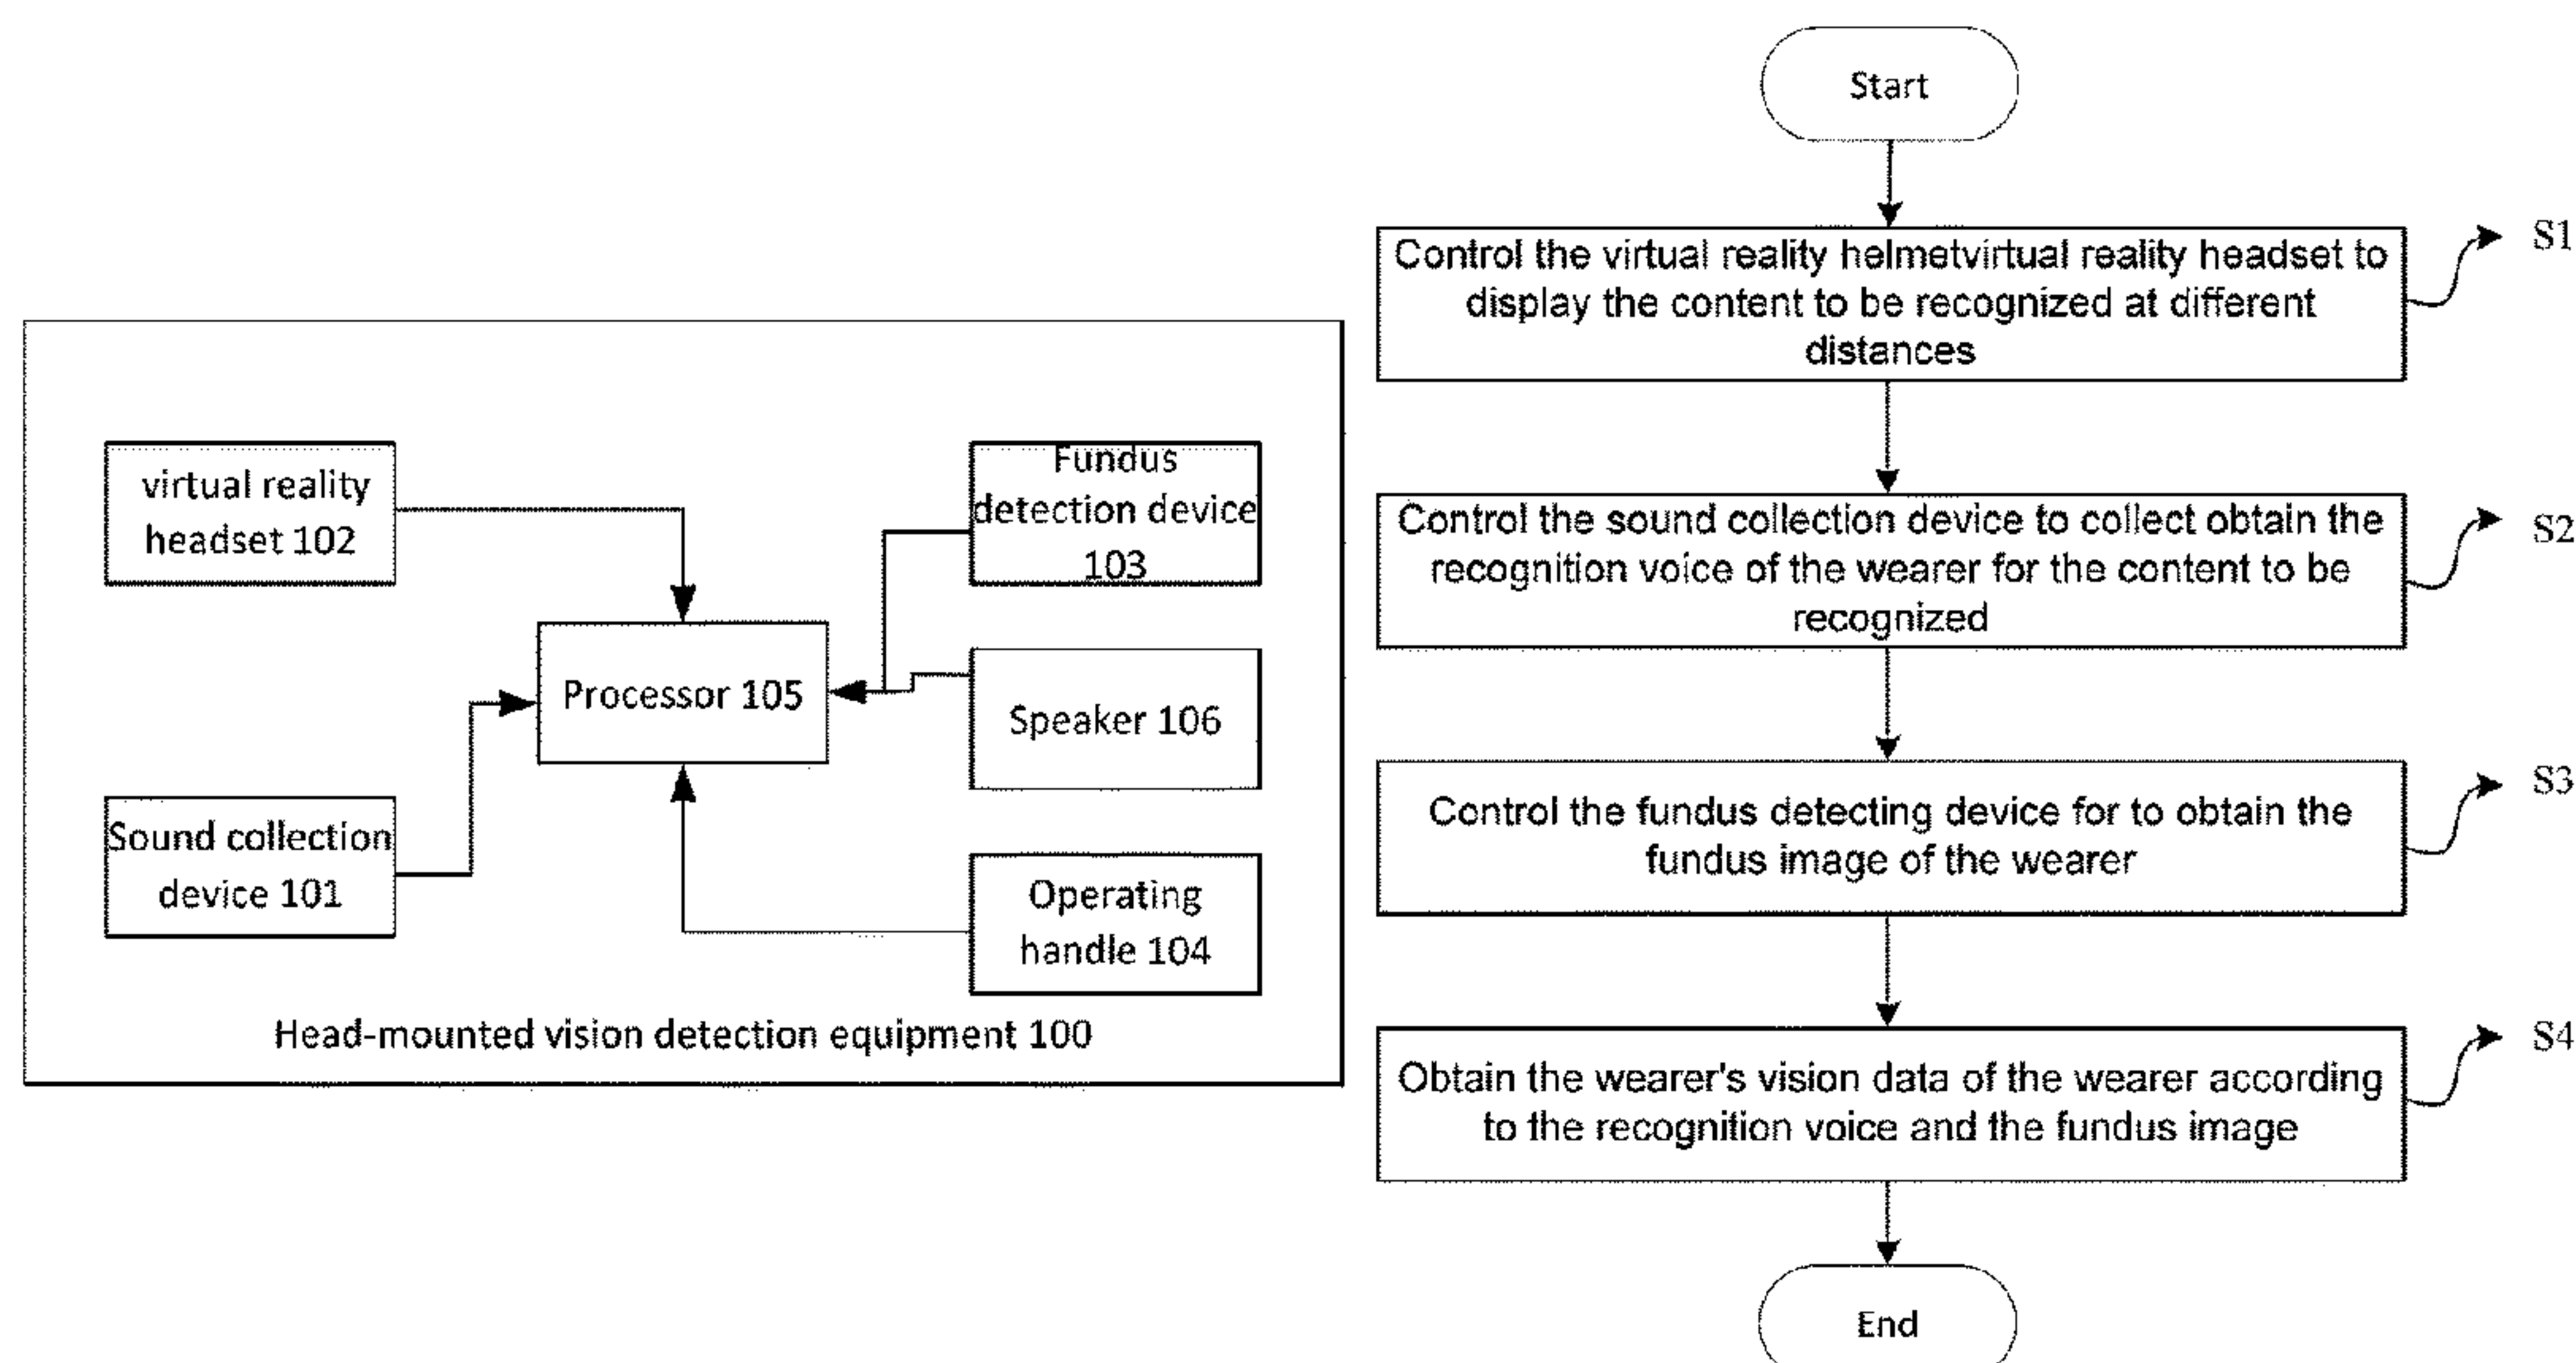 virtual reality
headset 102
Fundus
detection device
103
Processor 105
Speaker 106
Sound collection
device 101
Operating
handle 104
Head-mounted vision detection equipment 100
Start
Control the virtual reality helmetvirtual reality headset to
display the content to be recognized at different
distances
S1
Control the sound collection device to collect obtain the
recognition voice of the wearer for the content to be
recognized
S2
Control the fundus detecting device for to obtain the
fundus image of the wearer
S3
Obtain the wearer's vision data of the wearer according
to the recognition voice and the fundus image
S4
End